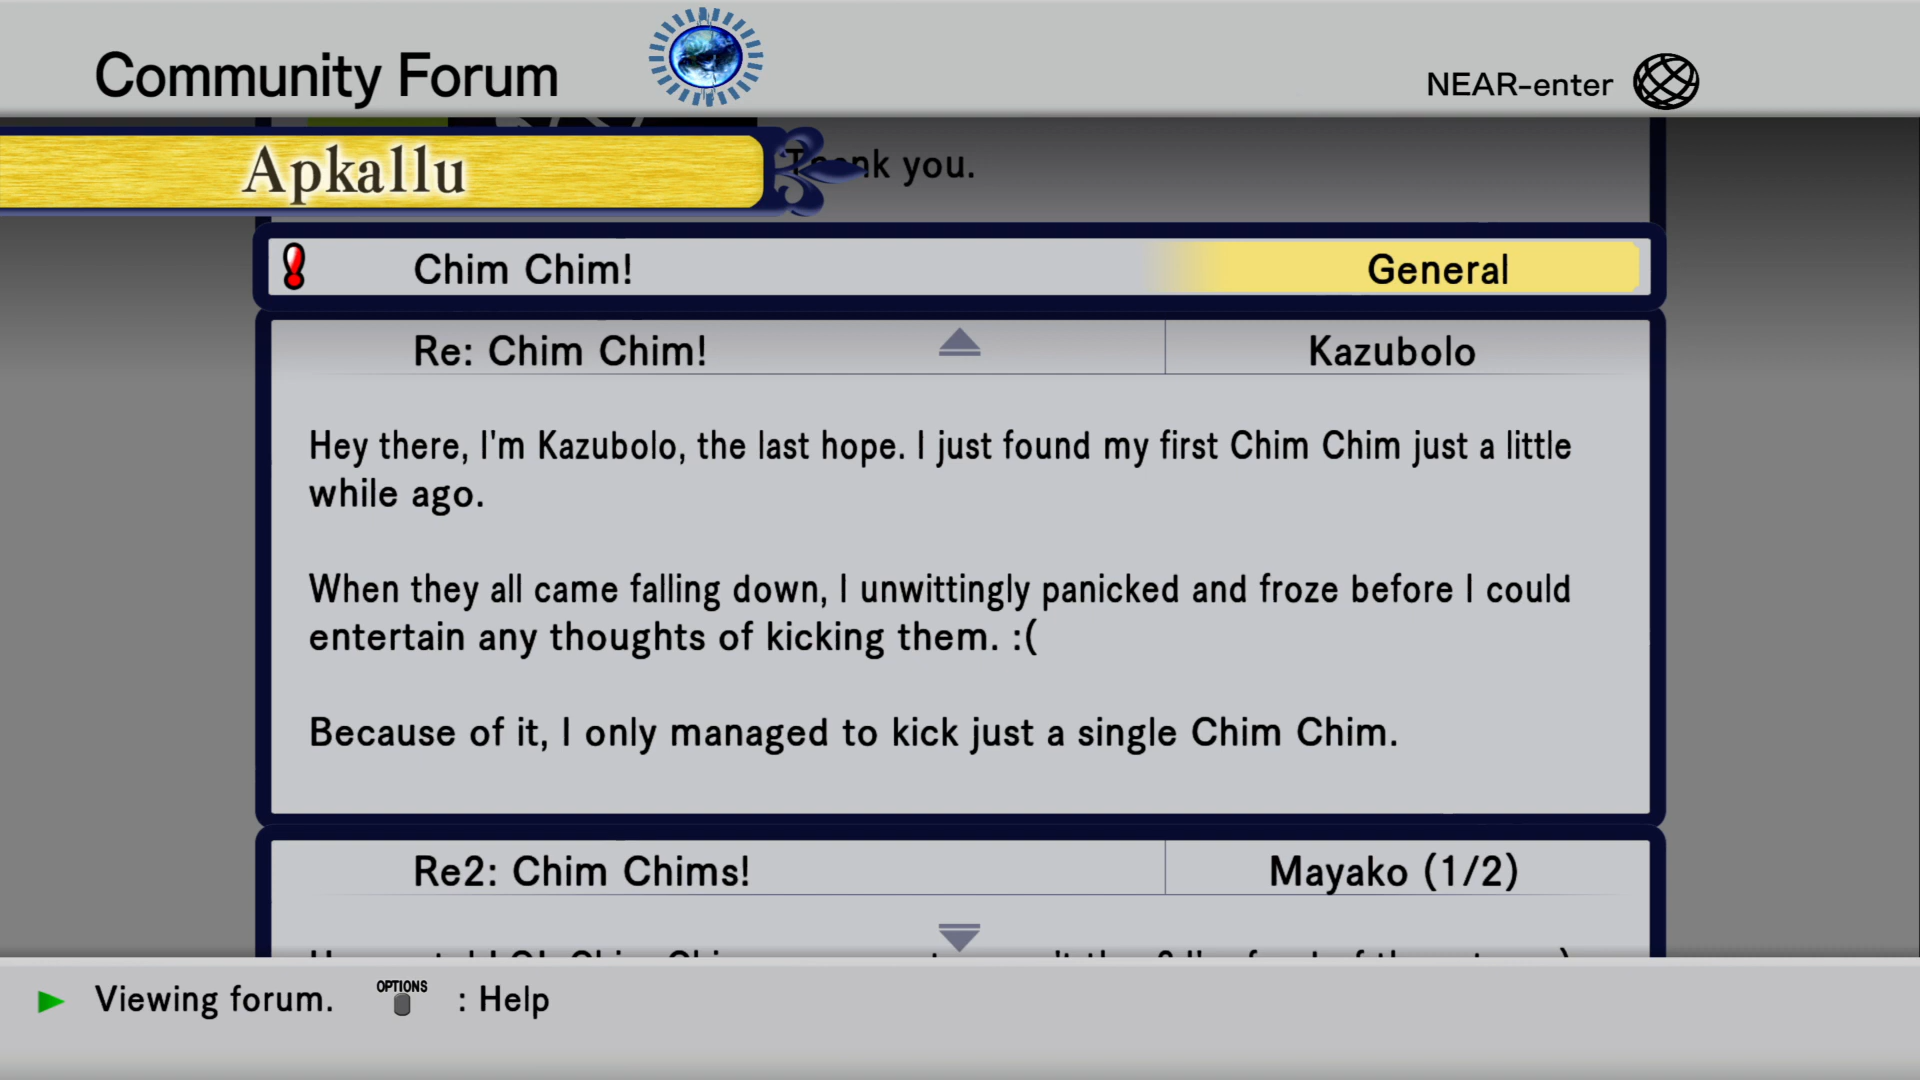 Community Forum
NEAR-enter
Apkallu
Thank you.
Chim Chim!
General
Re: Chim Chim!
Kazubolo
Hey there, I'm Kazubolo, the last hope. I just found my first Chim Chim just a little
while ago.
When they all came falling down, I unwittingly panicked and froze before I could
entertain any thoughts of kicking them. :(
Because of it, I only managed to kick just a single Chim Chim.
Re2: Chim Chims!
Mayako (1/2)
Viewing forum.
OPTIONS
: Help